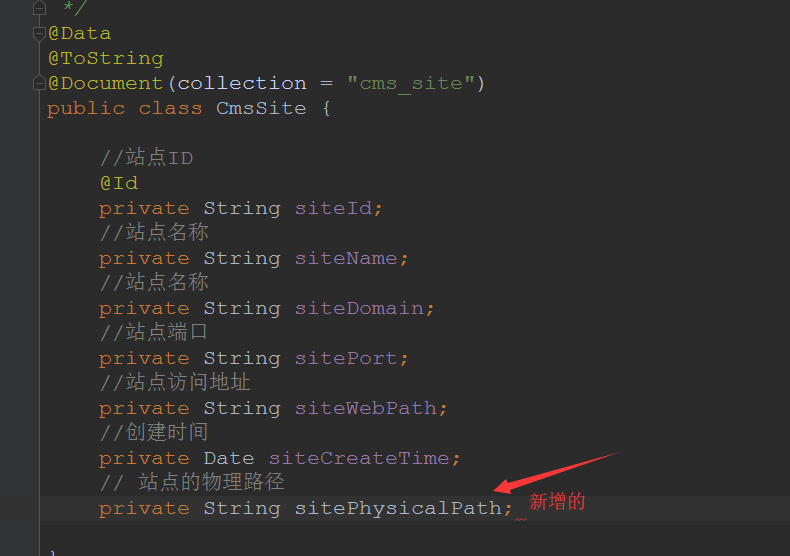 */
@Data
@ToString
@Document(collection = "cms_site")
public class CmsSite {
//站点ID
@Id
private String siteId;
//站点名称
private String siteName;
//站点名称
private String siteDomain;
//站点端口
private String sitePort;
//站点访问地址
private String siteWebPath;
//创建时间
private Date siteCreateTime;
// 站点的物理路径
private String sitePhysicalPath; 新增的
}